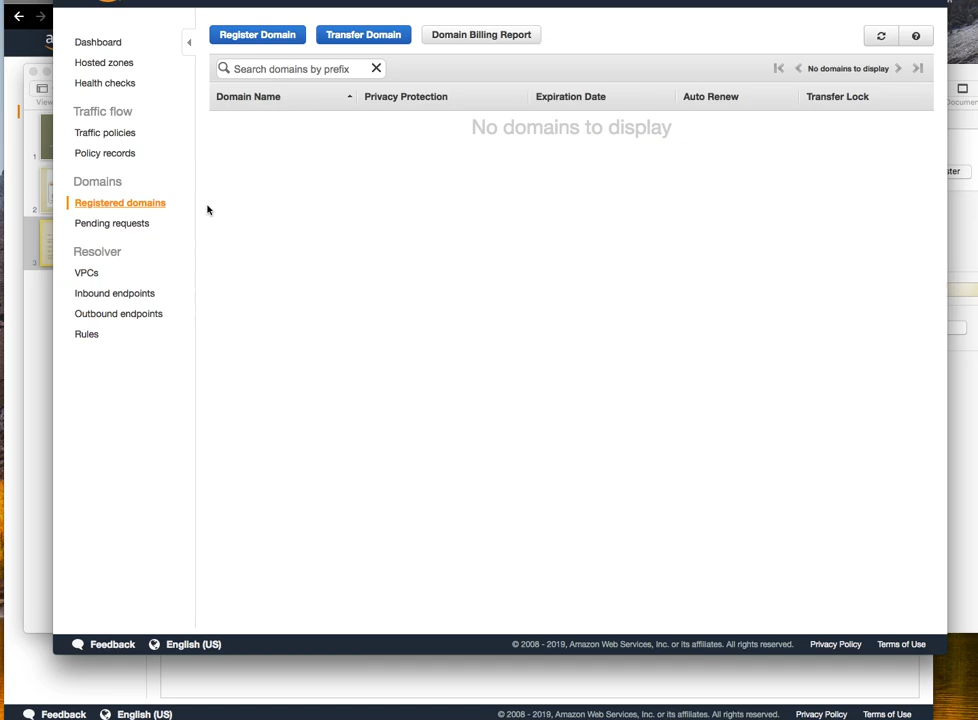 Register Domain
Transfer Domain
Domain Billing Report
Dashboard
Hosted zones
Health checks
Traffic flow
Traffic policies
Policy records
Domains
Registered domains
Pending requests
Resolver
VPCs
Inbound endpoints
Outbound endpoints
Rules
Search domains by prefix
No domains to display
Domain Name
Privacy Protection
Expiration Date
Auto Renew
Transfer Lock
No domains to display
View
1
2
3
Feedback
English (US)
© 2008 - 2019, Amazon Web Services, Inc. or its affiliates. All rights reserved.
Privacy Policy
Terms of Use
Feedback
English (US)
© 2008 - 2019, Amazon Web Services, Inc. or its affiliates. All rights reserved.
Privacy Policy
Terms of Use